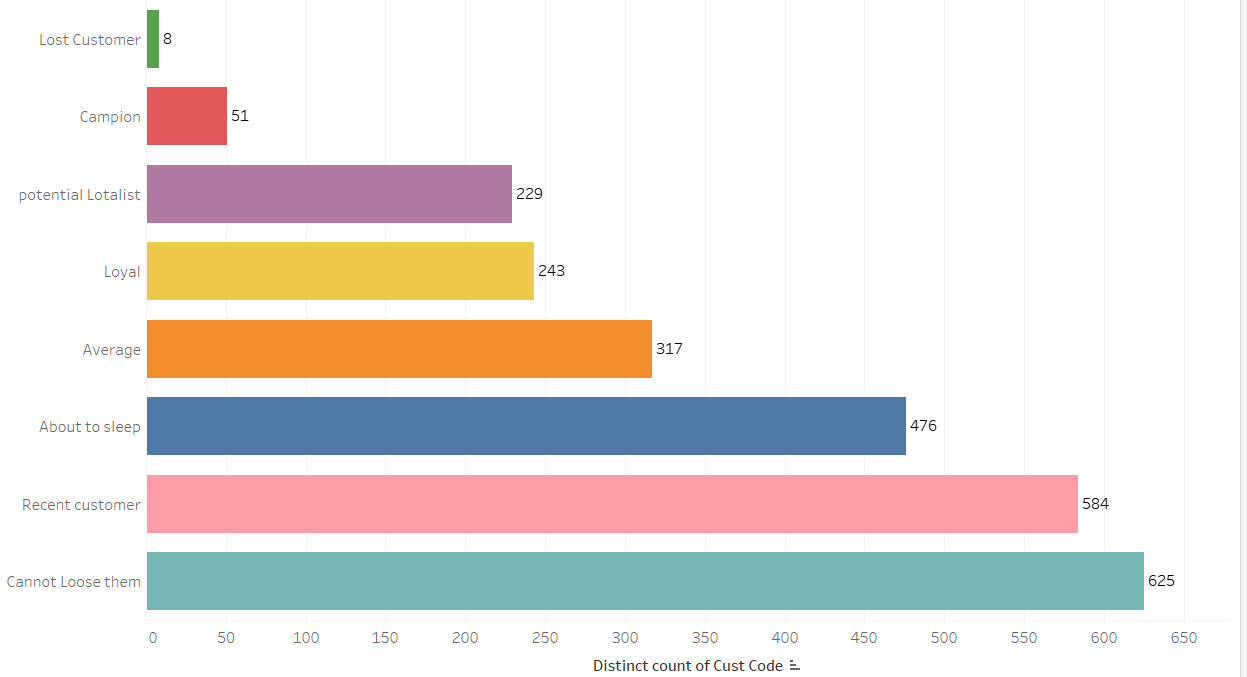 Lost Customer 8
Campion 51
potential Lotalist 229
Loyal 243
Average 317
About to sleep 476
Recent customer 584
Cannot Loose them 625
0 50 100 150 200 250 300 350 400 450 500 550 600 650
Distinct count of Cust Code